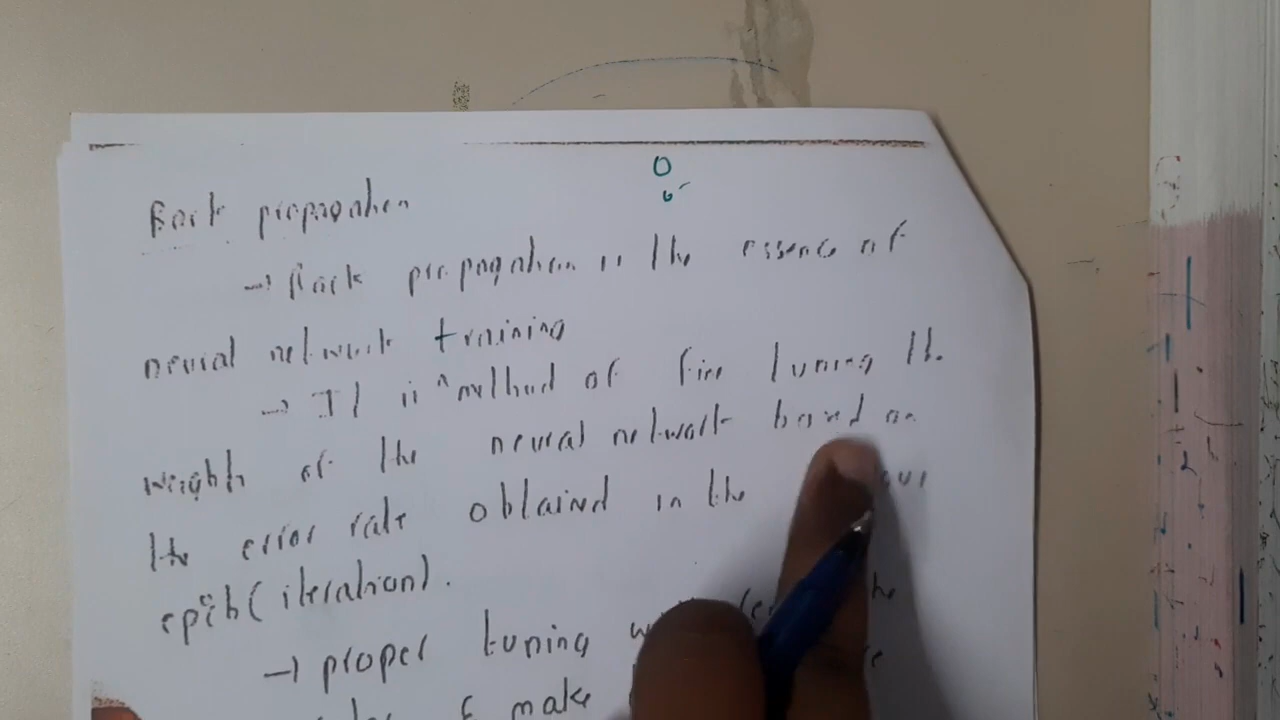 Back propagation
→ Back propagation is the essence of
neural network training
→ It is ^ method of fine tuning the
weights of the neural network based on
the error rate obtained in the
epoch (iteration).
→ proper tuning the
& make